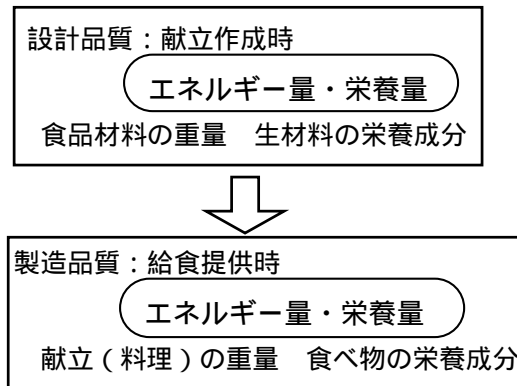 設計品質：献立作成時
エネルギー量・栄養量
食品材料の重量　生材料の栄養成分
製造品質：給食提供時
エネルギー量・栄養量
献立（料理）の重量　食べ物の栄養成分